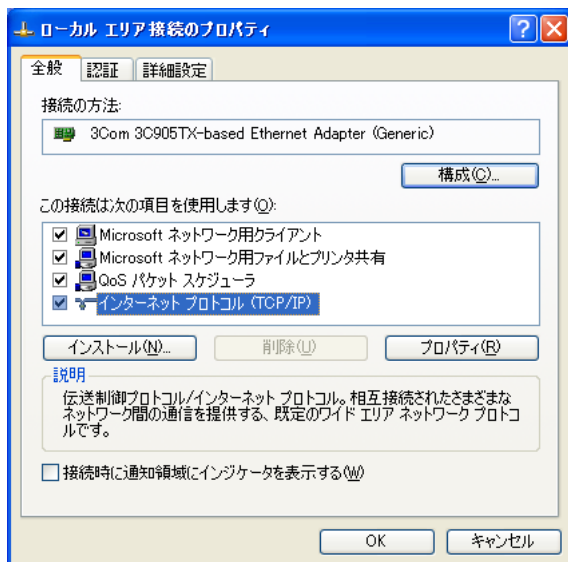 ローカル エリア接続のプロパティ
全般 認証 詳細設定
接続の方法:
3Com 3C905TX-based Ethernet Adapter (Generic)
構成(C)...
この接続は次の項目を使用します(O):
Microsoft ネットワーク用クライアント
Microsoft ネットワーク用ファイルとプリンタ共有
QoS パケット スケジューラ
インターネット プロトコル (TCP/IP)
インストール(N)... 削除(U) プロパティ(R)
説明
伝送制御プロトコル/インターネット プロトコル。相互接続されたさまざまな
ネットワーク間の通信を提供する、既定のワイド エリア ネットワーク プロトコ
ルです。
接続時に通知領域にインジケータを表示する(W)
OK キャンセル